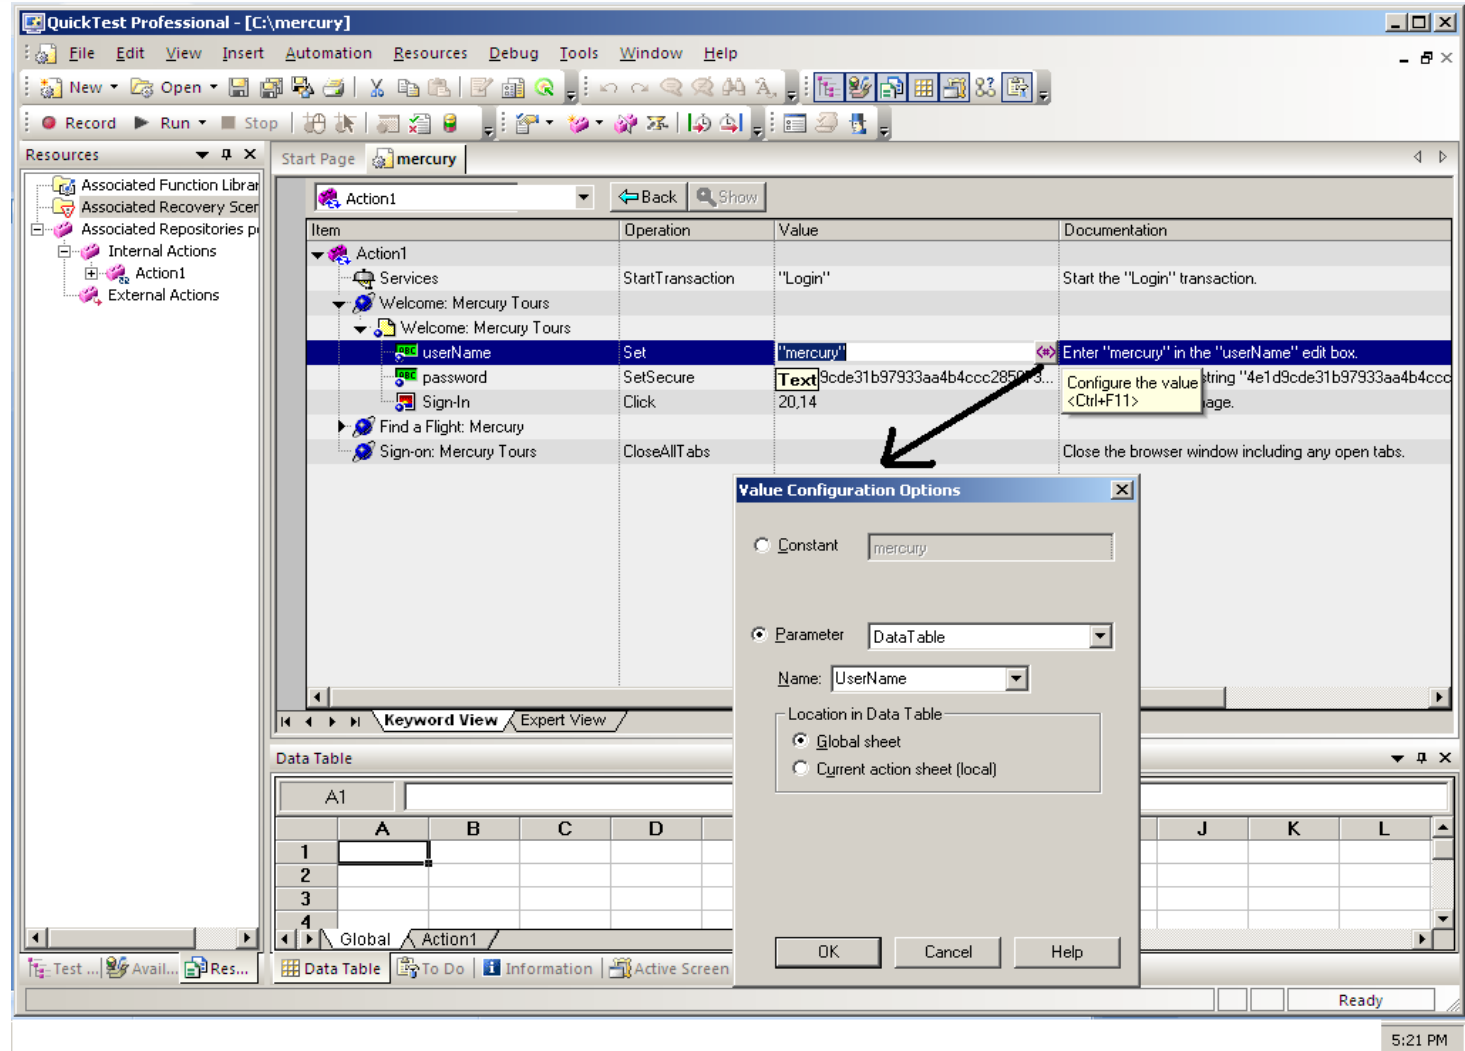 QuickTest Professional - [C:\mercury]
File Edit View Insert Automation Resources Debug Tools Window Help
New Open
Record Run Stop
Resources
Start Page mercury
Associated Function Librar
Associated Recovery Scer
Associated Repositories p
Internal Actions
Action1
External Actions
Action1 Back Show
Item Operation Value Documentation
Action1
Services StartTransaction "Login" Start the "Login" transaction.
Welcome: Mercury Tours
Welcome: Mercury Tours
userName Set "mercury" Enter "mercury" in the "userName" edit box.
password SetSecure Text 9cde31b97933aa4b4ccc285073... Configure the value string "4e1d9cde31b97933aa4b4ccc
<Ctrl+F11>
Sign-In Click 20,14 age.
Find a Flight: Mercury
Sign-on: Mercury Tours CloseAllTabs Close the browser window including any open tabs.
Value Configuration Options
Constant mercury
Parameter DataTable
Name: UserName
Location in Data Table
Global sheet
Current action sheet (local)
OK Cancel Help
Keyword View Expert View
Data Table
A1
A B C D J K L
1
2
3
4
Global Action1
Test ... Avail... Res...
Data Table To Do Information Active Screen
Ready
5:21 PM